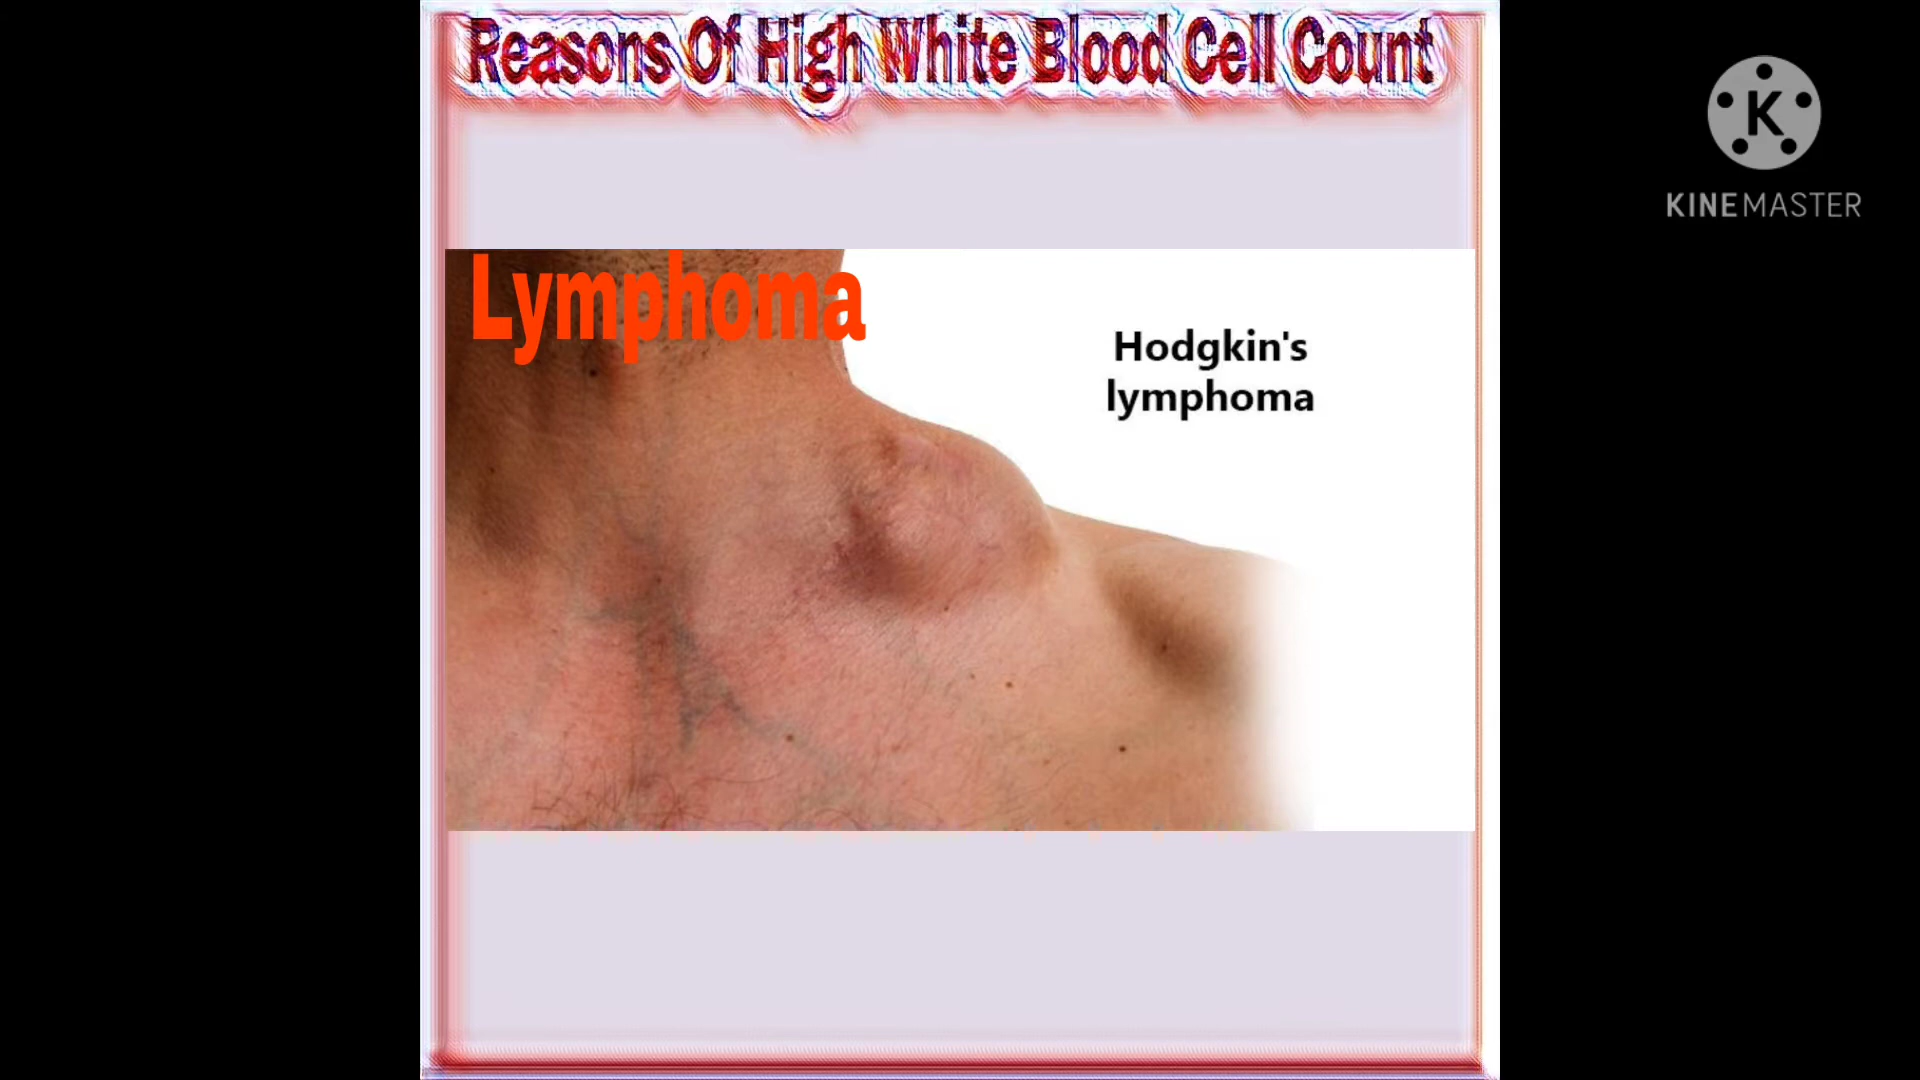 Reasons Of High White Blood Cell Count
K
KINEMASTER
Lymphoma
Hodgkin's
lymphoma